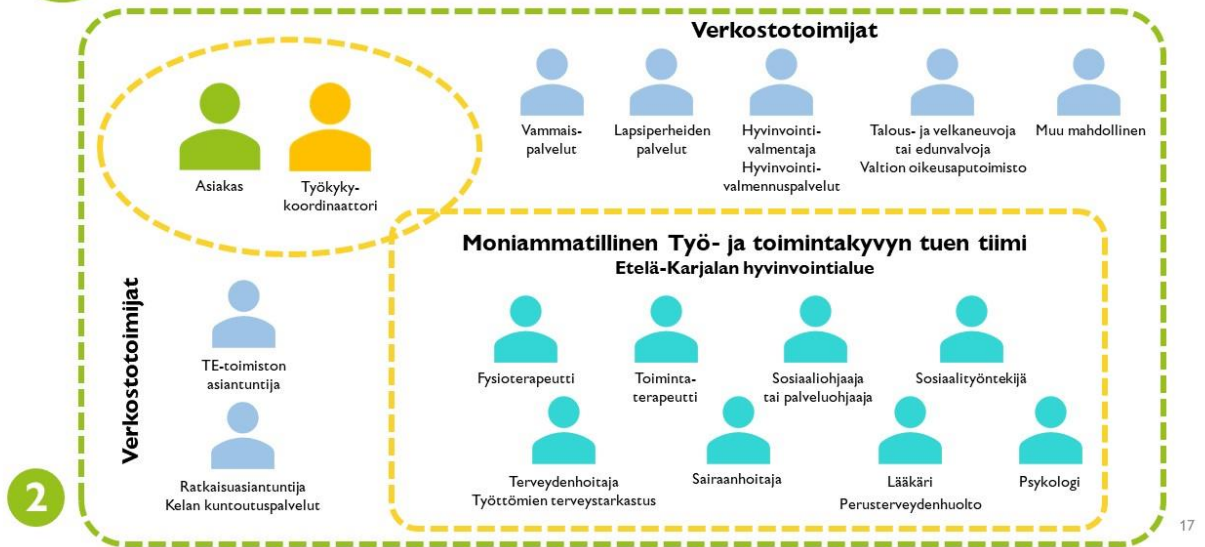 Verkostotoimijat
Asiakas
Työkyky-
koordinaattori
Vammais-
palvelut
Lapsiperheiden
palvelut
Hyvinvointi-
valmentaja
Hyvinvointi-
valmennuspalvelut
Talous- ja velkaneuvoja
tai edunvalvoja
Valtion oikeusaputoimisto
Muu mahdollinen
Verkostotoimijat
TE-toimiston
asiantuntija
Ratkaisuasiantuntija
Kelan kuntoutuspalvelut
Moniammatillinen Työ- ja toimintakyvyn tuen tiimi
Etelä-Karjalan hyvinvointialue
Fysioterapeutti
Toiminta-
terapeutti
Sosiaaliohjaaja
tai palveluohjaaja
Sosiaalityöntekijä
Terveydenhoitaja
Työttömien terveystarkastus
Sairaanhoitaja
Lääkäri
Perusterveydenhuolto
Psykologi
2
17